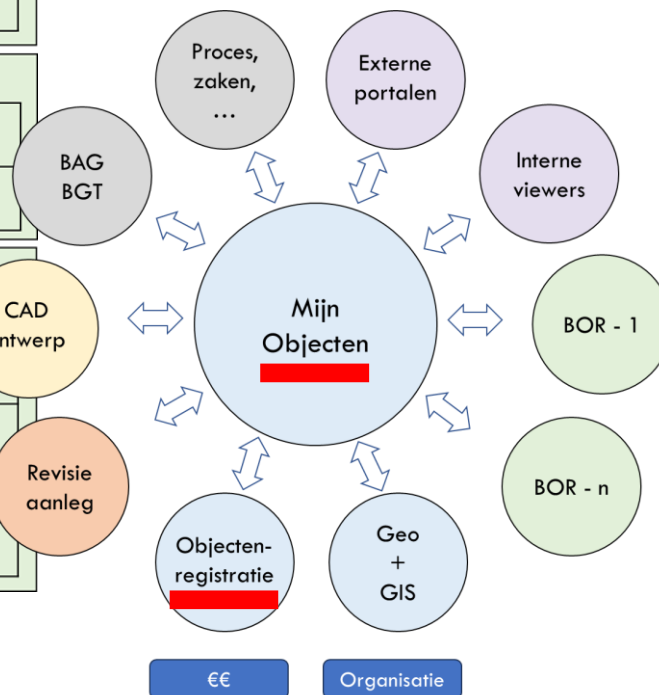 Proces,
zaken,
...
Externe
portalen
BAG
BGT
Interne
viewers
CAD
ntwerp
Mijn
Objecten
BOR - 1
Revisie
aanleg
BOR - n
Objecten-
registratie
Geo
+
GIS
€€
Organisatie